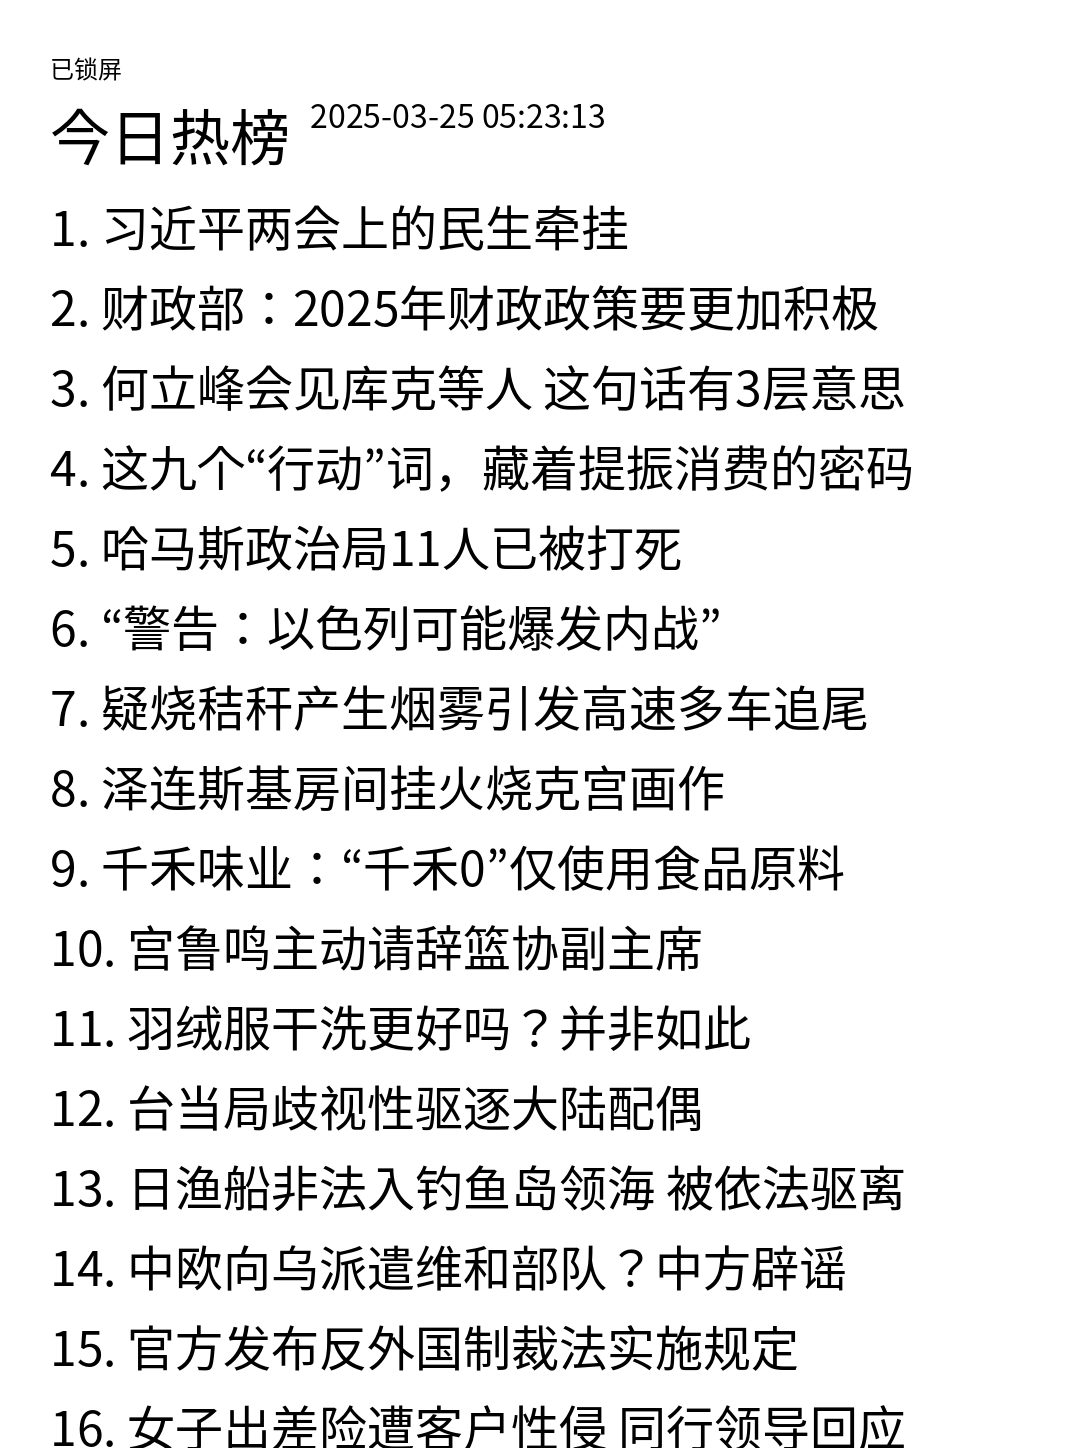 已锁屏
今日热榜 2025-03-25 05:23:13
1. 习近平两会上的民生牵挂
2. 财政部：2025年财政政策要更加积极
3. 何立峰会见库克等人 这句话有3层意思
4. 这九个“行动”词，藏着提振消费的密码
5. 哈马斯政治局11人已被打死
6. “警告：以色列可能爆发内战”
7. 疑烧秸秆产生烟雾引发高速多车追尾
8. 泽连斯基房间挂火烧克宫画作
9. 千禾味业：“千禾0”仅使用食品原料
10. 宫鲁鸣主动请辞篮协副主席
11. 羽绒服干洗更好吗？并非如此
12. 台当局歧视性驱逐大陆配偶
13. 日渔船非法入钓鱼岛领海 被依法驱离
14. 中欧向乌派遣维和部队？中方辟谣
15. 官方发布反外国制裁法实施规定
16. 女子出差险遭客户性侵 同行领导回应